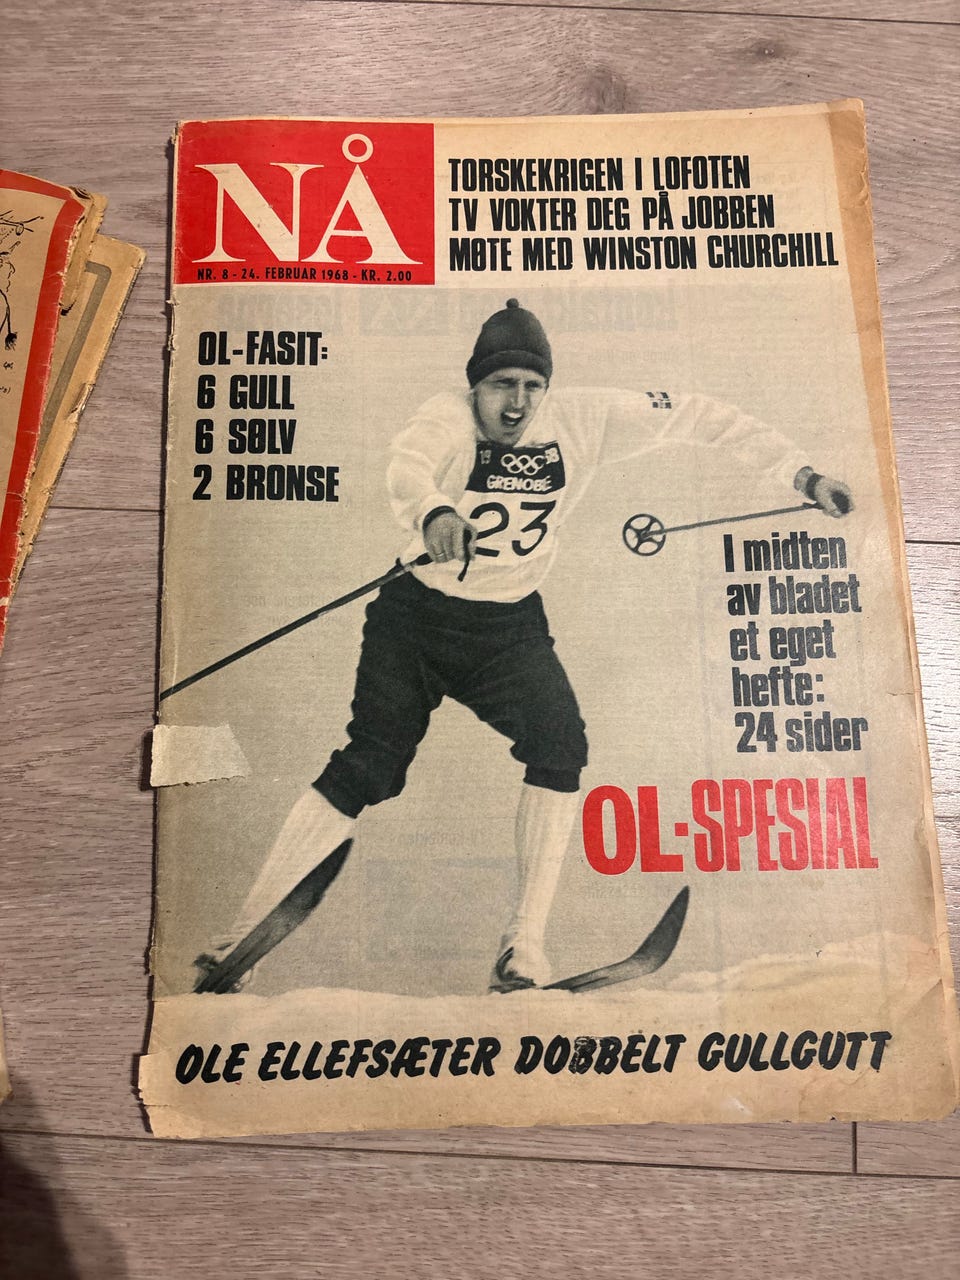 NÅ
NR. 8 - 24. FEBRUAR 1968 - KR. 2.00
TORSKEKRIGEN I LOFOTEN
TV VOKTER DEG PÅ JOBBEN
MØTE MED WINSTON CHURCHILL
OL-FASIT:
6 GULL
6 SØLV
2 BRONSE
GRENOBLE
23
I midten
av bladet
et eget
hefte:
24 sider
OL-SPESIAL
OLE ELLEFSÆTER DOBBELT GULLGUTT